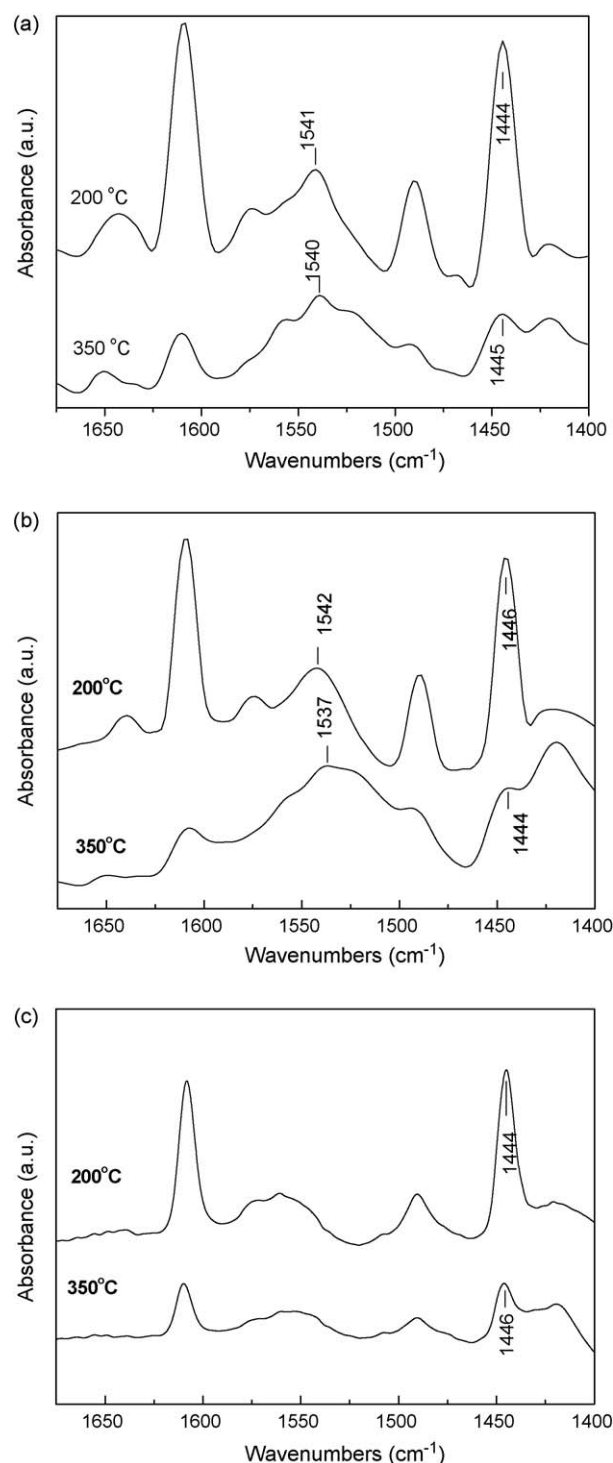 (a)
Absorbance (a.u.)
200 °C
1541
1444
350 °C
1540
1445
1650 1600 1550 1500 1450 1400
Wavenumbers (cm⁻¹)
(b)
Absorbance (a.u.)
200°C
1542
1446
350°C
1537
1444
1650 1600 1550 1500 1450 1400
Wavenumbers (cm⁻¹)
(c)
Absorbance (a.u.)
200°C
1444
350°C
1446
1650 1600 1550 1500 1450 1400
Wavenumbers (cm⁻¹)